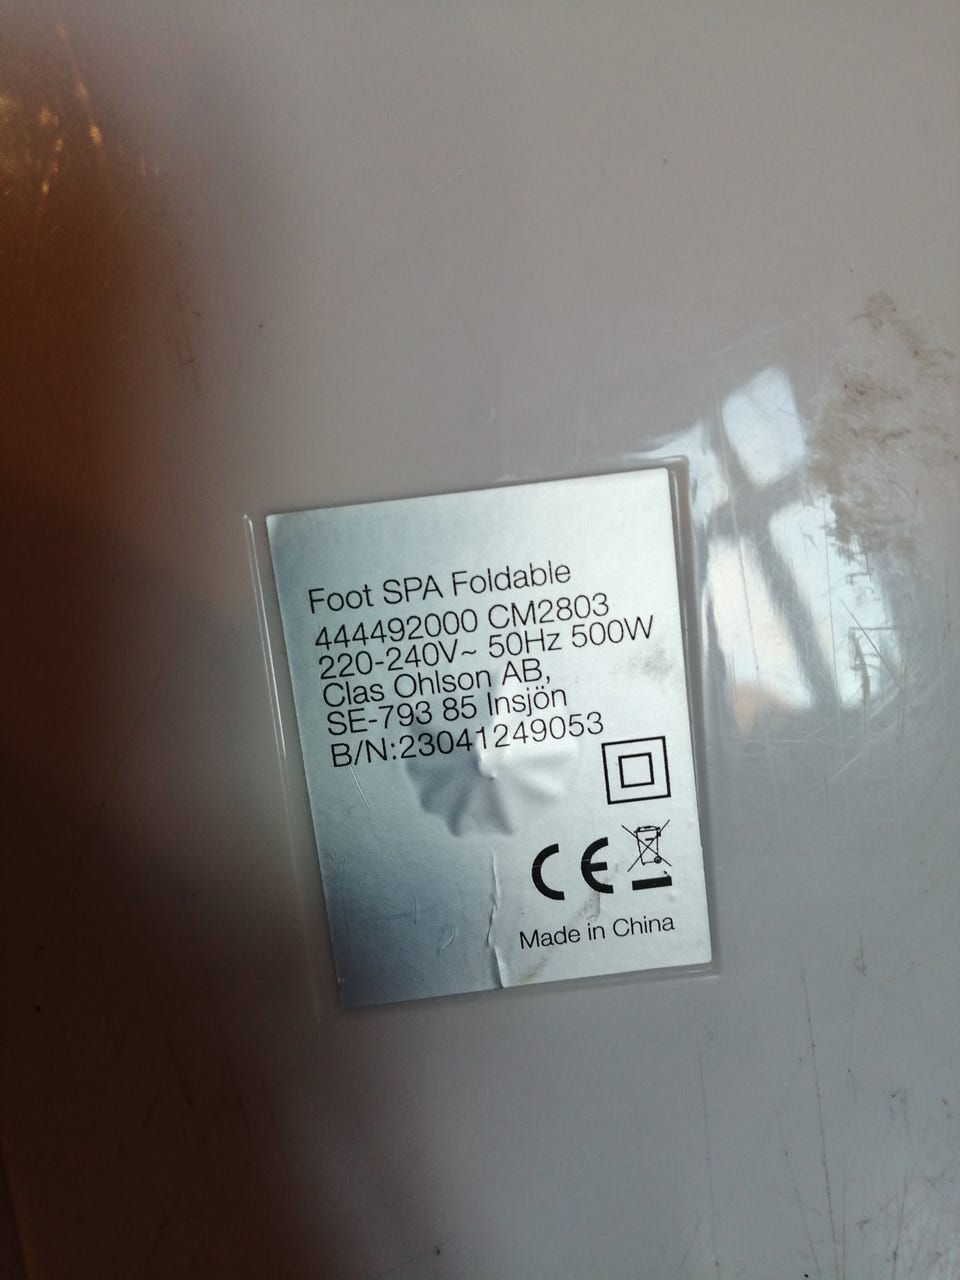 Foot SPA Foldable
444492000 CM2803
220-240V~ 50Hz 500W
Clas Ohlson AB,
SE-793 85 Insjön
B/N:23041249053
CE
Made in China